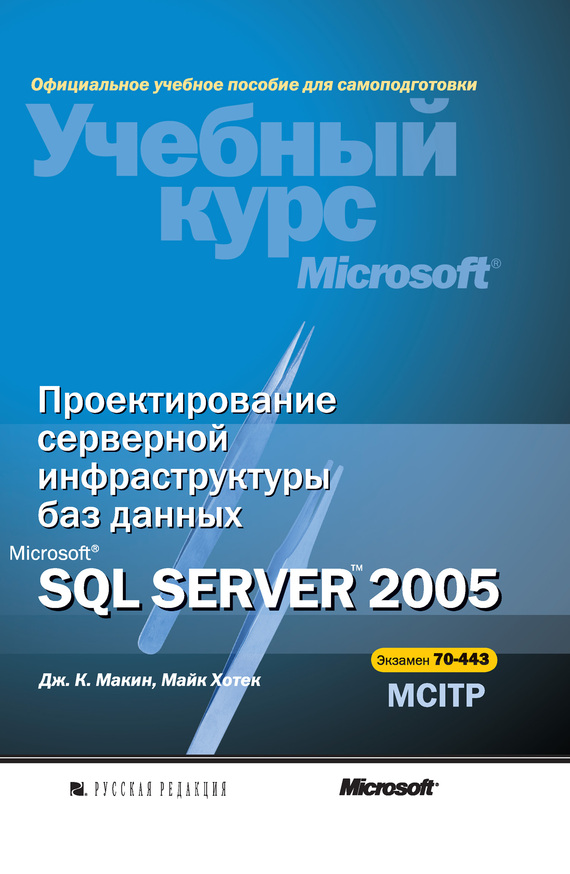 Официальное учебное пособие для самоподготовки
Учебный
курс
Microsoft®
Проектирование
серверной
инфраструктуры
баз данных
Microsoft®
SQL SERVER™ 2005
Экзамен 70-443
MCITP
Дж. К. Макин, Майк Хотек
РУССКАЯ РЕДАКЦИЯ
Microsoft®